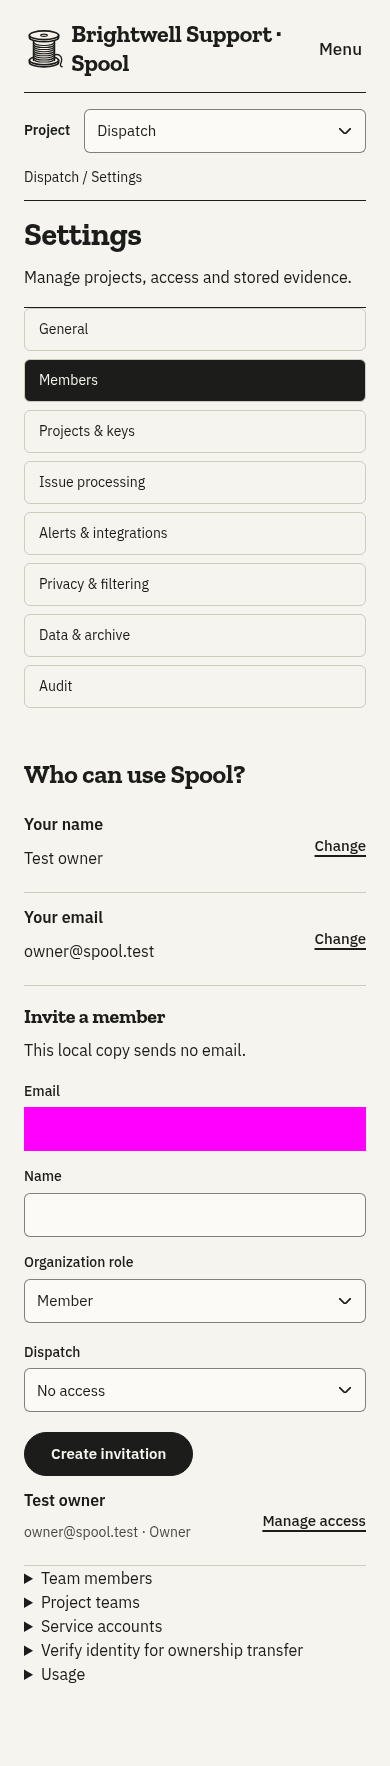 Brightwell Support ·
Spool
Menu
Project
Dispatch
Dispatch / Settings
Settings
Manage projects, access and stored evidence.
General
Members
Projects & keys
Issue processing
Alerts & integrations
Privacy & filtering
Data & archive
Audit
Who can use Spool?
Your name
Test owner
Change
Your email
owner@spool.test
Change
Invite a member
This local copy sends no email.
Email
Name
Organization role
Member
Dispatch
No access
Create invitation
Test owner
owner@spool.test · Owner
Manage access
Team members
Project teams
Service accounts
Verify identity for ownership transfer
Usage